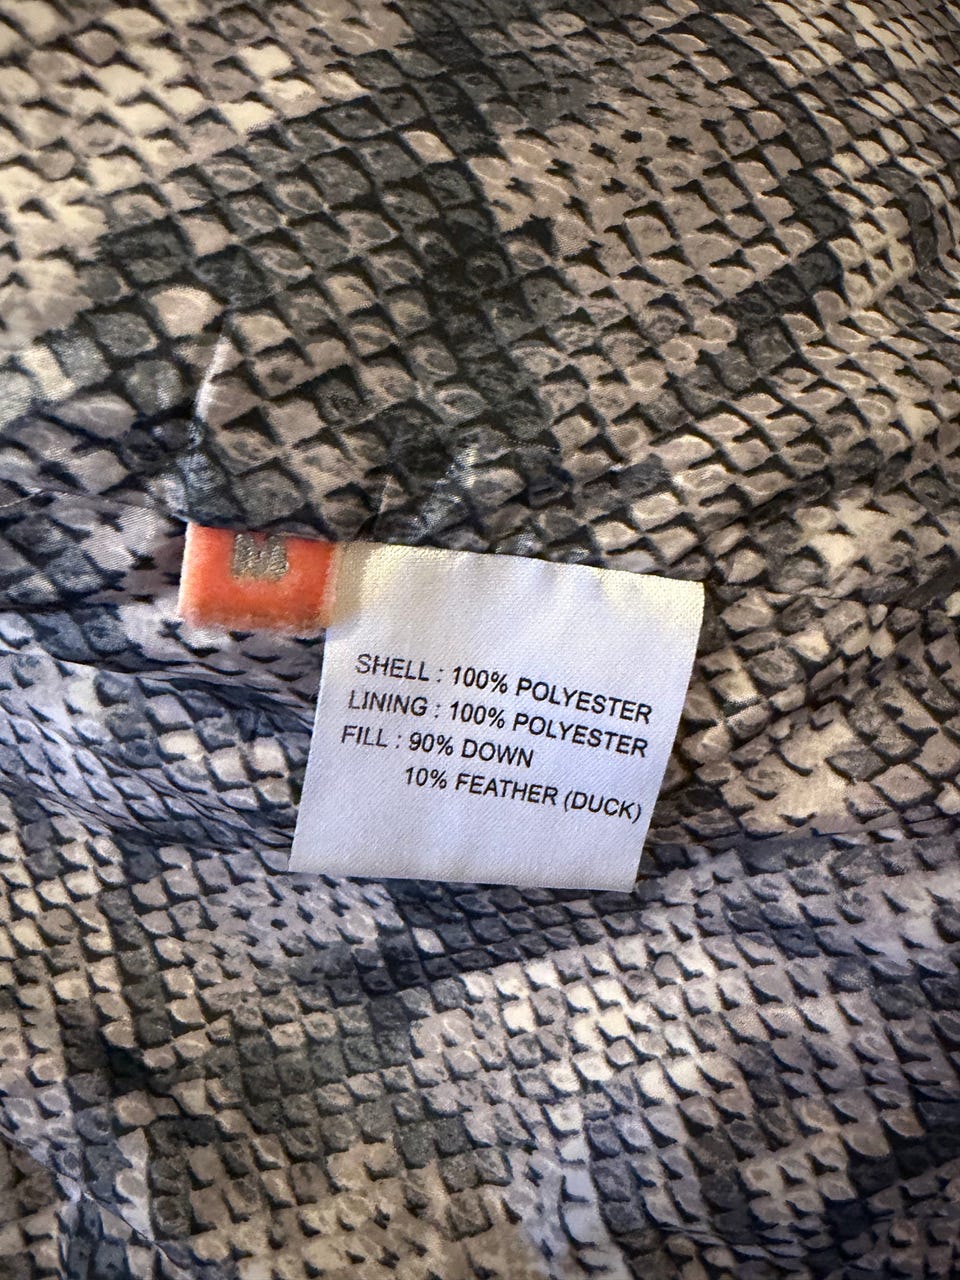 M
SHELL : 100% POLYESTER
LINING : 100% POLYESTER
FILL : 90% DOWN
10% FEATHER (DUCK)